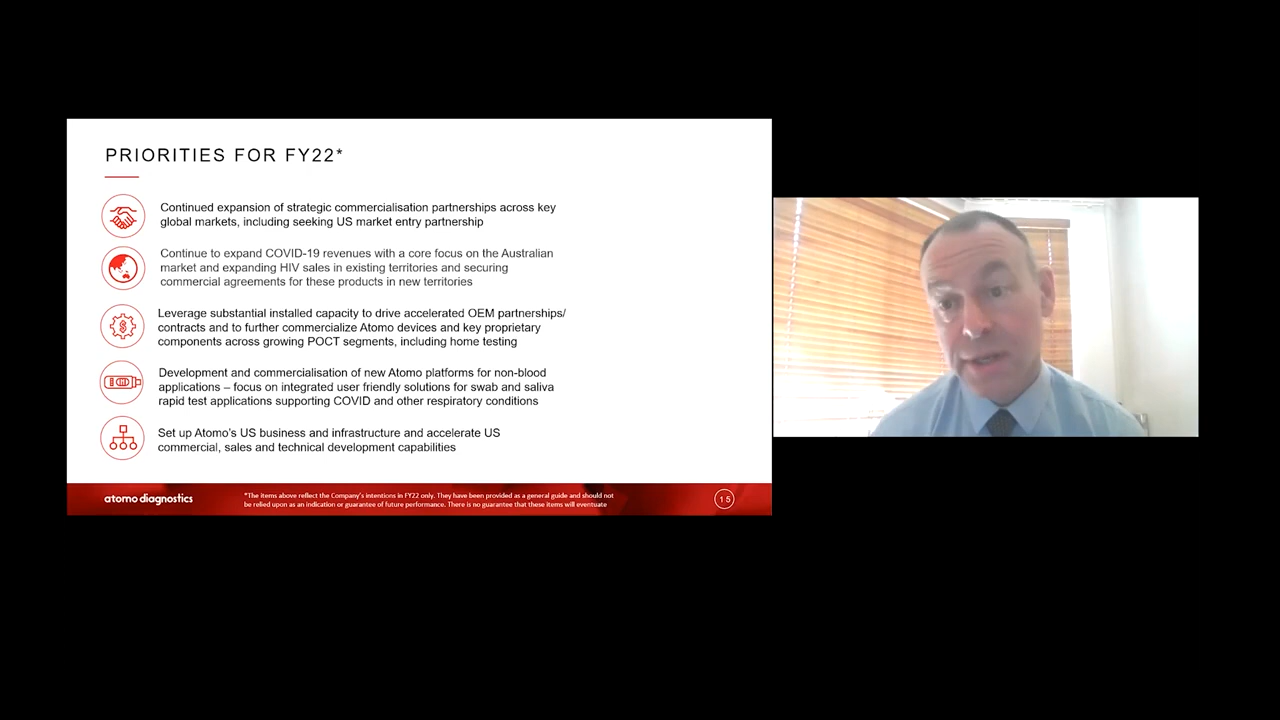 PRIORITIES FOR FY22*
Continued expansion of strategic commercialisation partnerships across key
global markets, including seeking US market entry partnership
Continue to expand COVID-19 revenues with a core focus on the Australian
market and expanding HIV sales in existing territories and securing
commercial agreements for these products in new territories
Leverage substantial installed capacity to drive accelerated OEM partnerships/
contracts and to further commercialize Atomo devices and key proprietary
components across growing POCT segments, including home testing
Development and commercialisation of new Atomo platforms for non-blood
applications – focus on integrated user friendly solutions for swab and saliva
rapid test applications supporting COVID and other respiratory conditions
Set up Atomo’s US business and infrastructure and accelerate US
commercial, sales and technical development capabilities
atomo diagnostics
*The items above reflect the Company’s intentions in FY22 only. They have been provided as a general guide and should not
be relied upon as an indication or guarantee of future performance. There is no guarantee that these items will eventuate
15